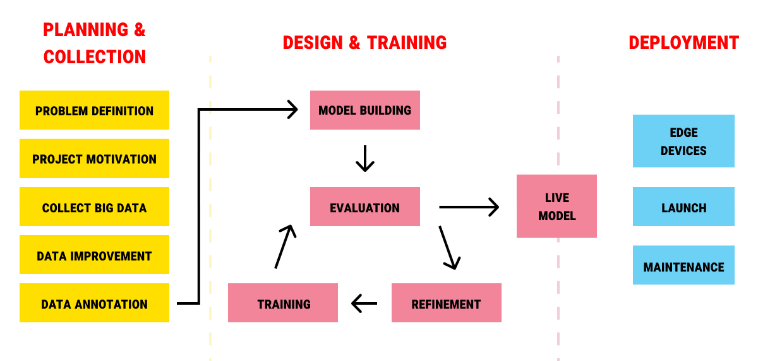 PLANNING &
COLLECTION
PROBLEM DEFINITION
PROJECT MOTIVATION
COLLECT BIG DATA
DATA IMPROVEMENT
DATA ANNOTATION
DESIGN & TRAINING
MODEL BUILDING
EVALUATION
TRAINING
REFINEMENT
LIVE
MODEL
DEPLOYMENT
EDGE
DEVICES
LAUNCH
MAINTENANCE